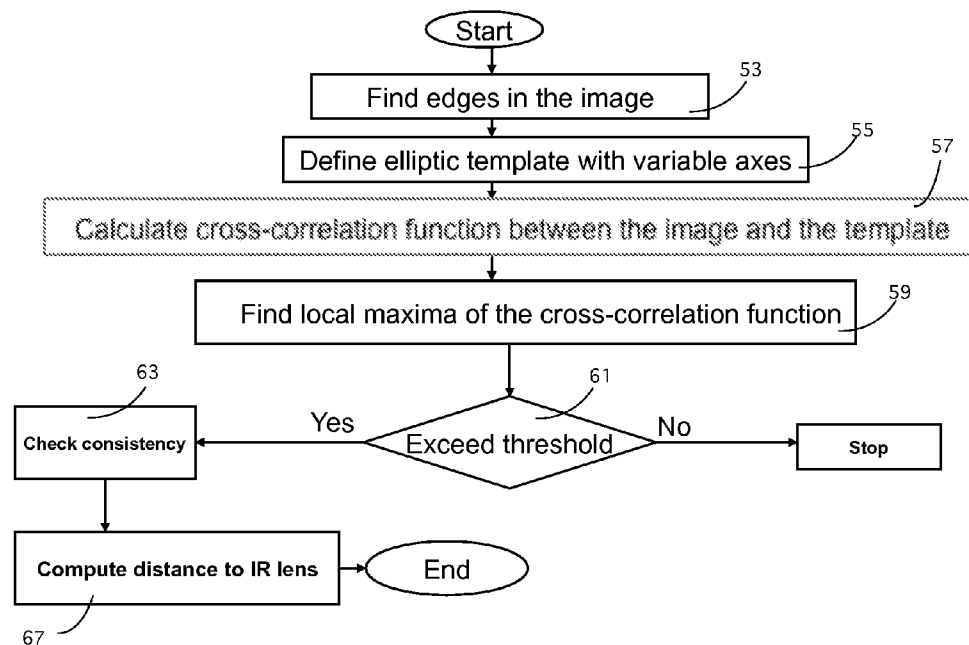 Start
53
Find edges in the image
55
Define elliptic template with variable axes
57
Calculate cross-correlation function between the image and the template
59
Find local maxima of the cross-correlation function
61
63
Yes
No
Exceed threshold
Check consistency
Stop
Compute distance to IR lens
End
67